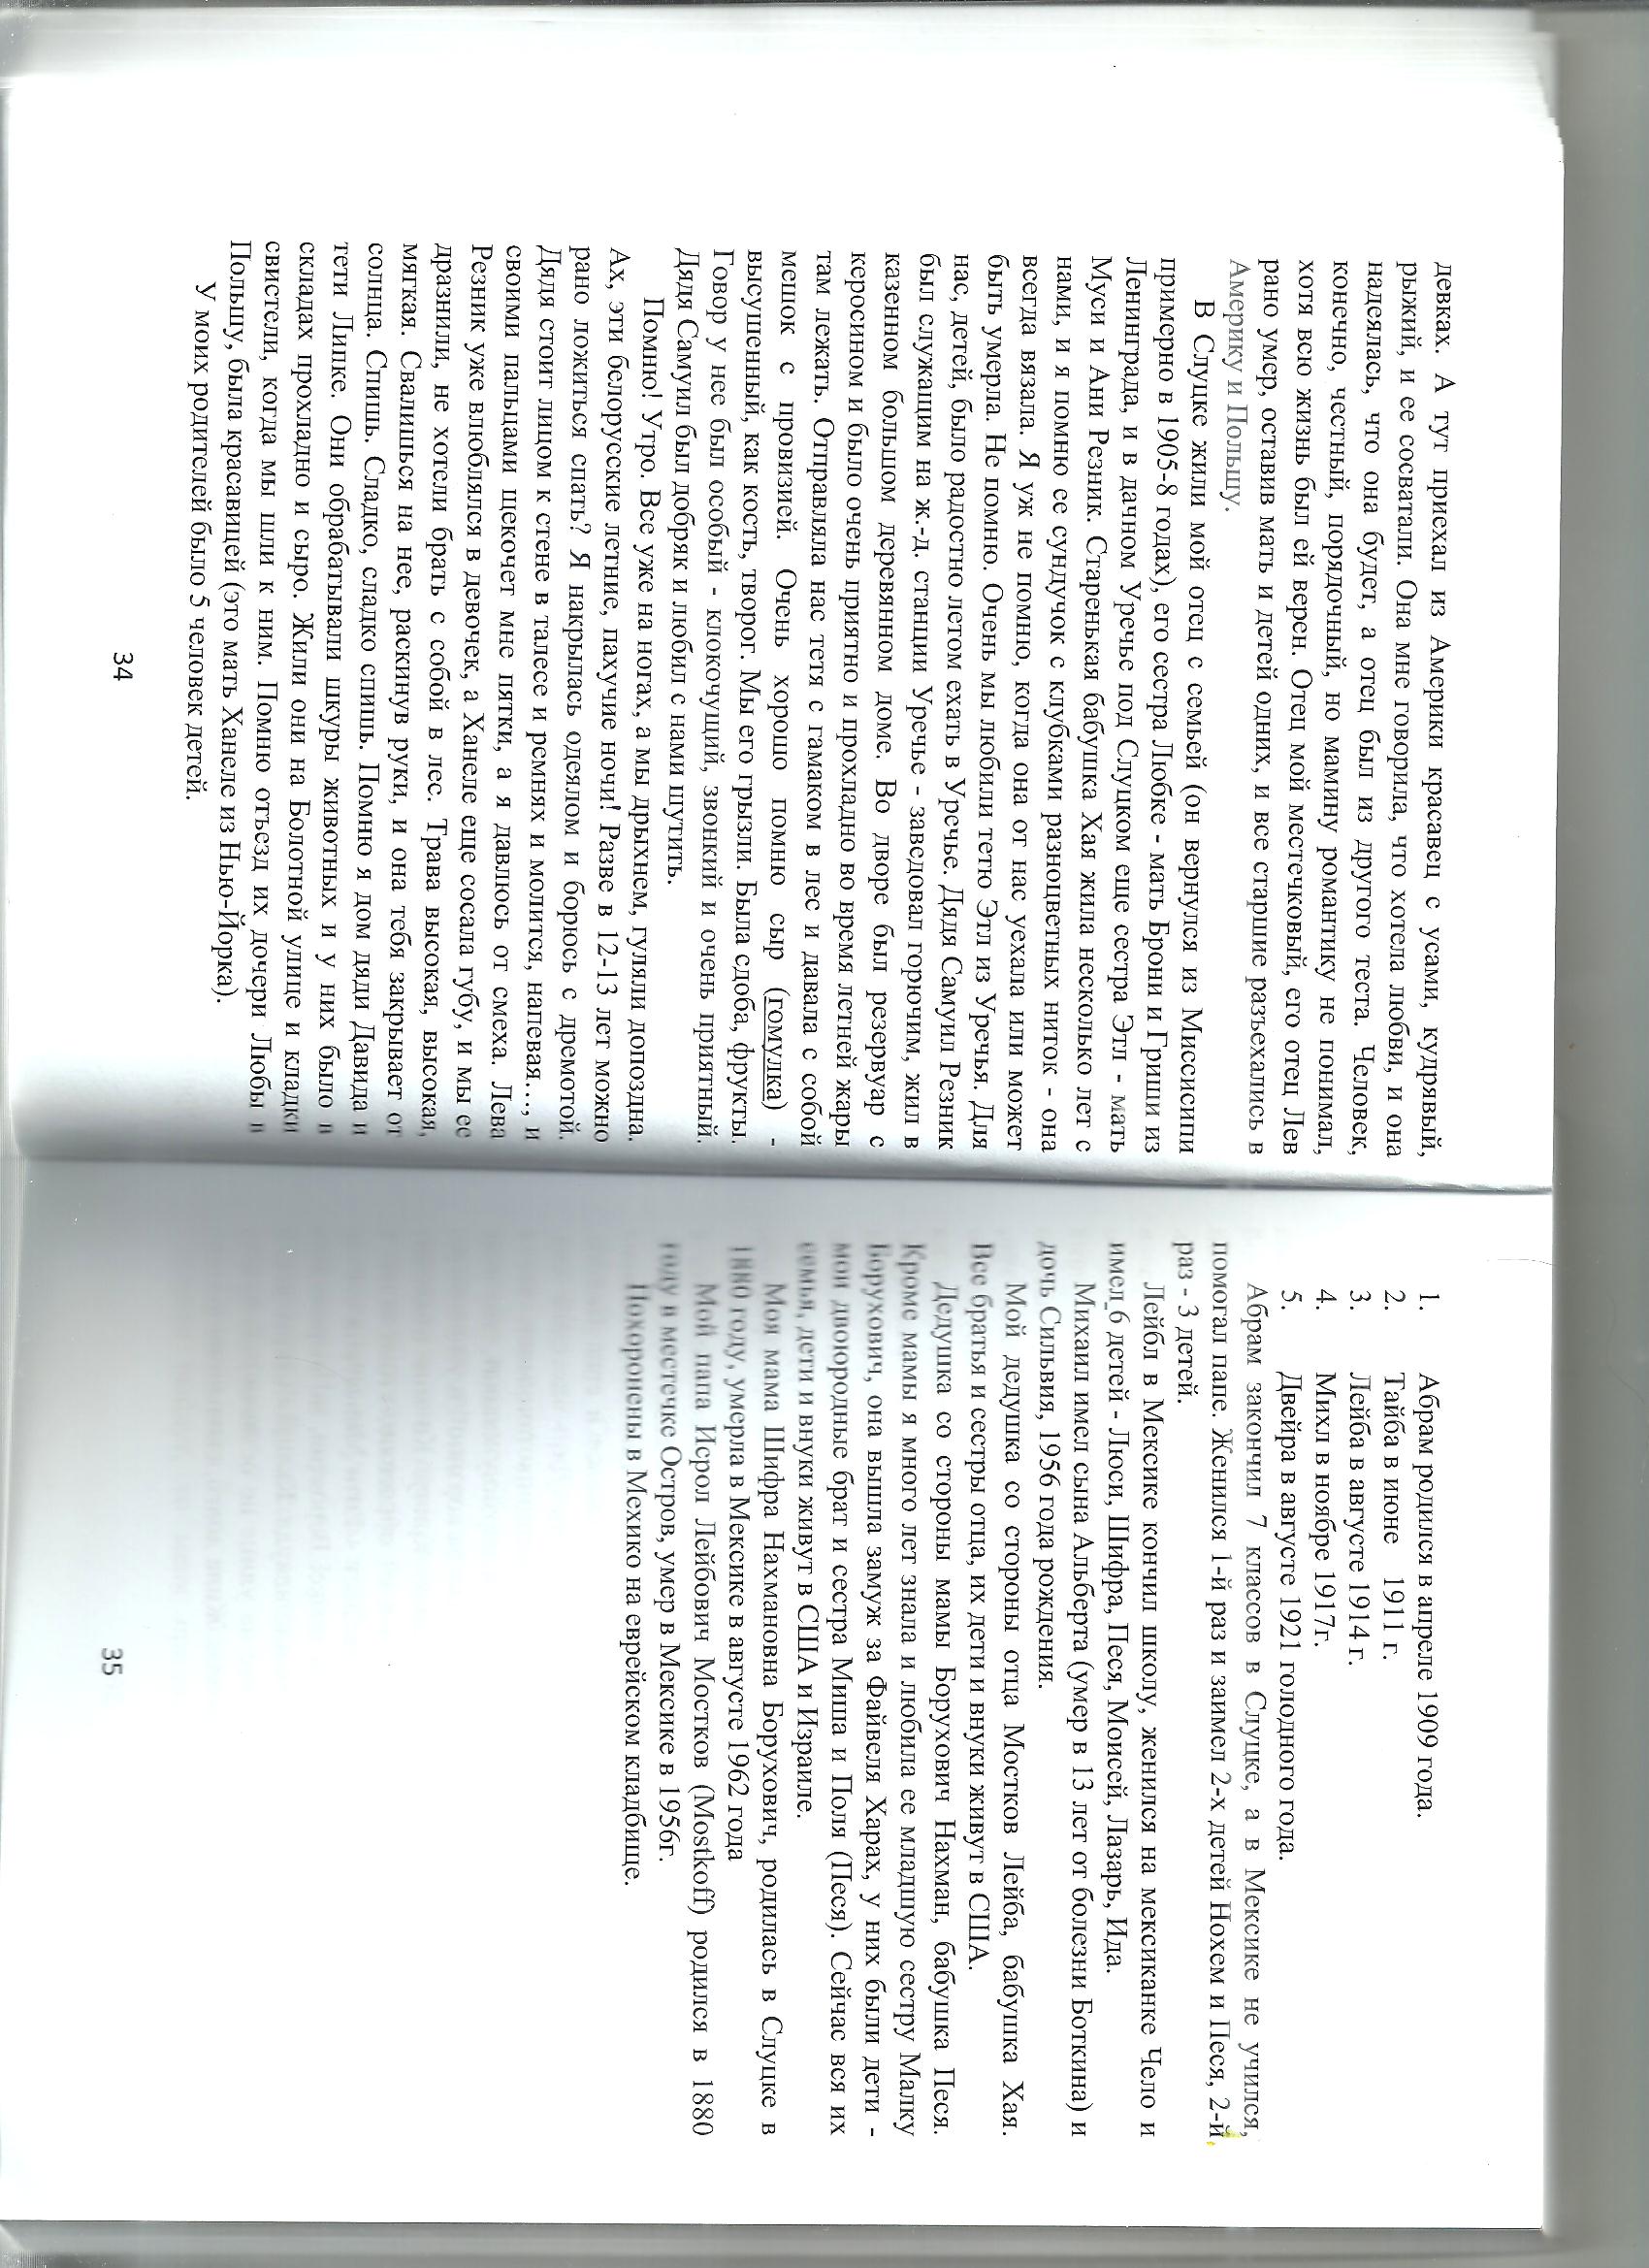 девках. А тут приехал из Америки красавец с усами, кудрявый,
рыжий, и ее сосватали. Она мне говорила, что хотела любви, и она
надеялась, что она будет, а отец был из другого теста. Человек,
конечно, честный, порядочный, но мамину романтику не понимал,
хотя всю жизнь был ей верен. Отец мой местечковый, его отец Лев
рано умер, оставив мать и детей одних, и все старшие разъехались в
Америку и Польшу.
В Слуцке жили мой отец с семьей (он вернулся из Миссисипи
примерно в 1905-8 годах), его сестра Любке - мать Брони и Гриши из
Ленинграда, и в дачном Уречье под Слуцком еще сестра Этл - мать
Муси и Ани Резник. Старенькая бабушка Хая жила несколько лет с
нами, и я помню ее сундучок с клубками разноцветных ниток - она
всегда вязала. Я уж не помню, когда она от нас уехала или может
быть умерла. Не помню. Очень мы любили тетю Этл из Уречья. Для
нас, детей, было радостно летом ехать в Уречье. Дядя Самуил Резник
был служащим на ж.-д. станции Уречье - заведовал горючим, жил в
казенном большом деревянном доме. Во дворе был резервуар с
керосином и было очень приятно и прохладно во время летней жары
там лежать. Отправляла нас тетя с гамаком в лес и давала с собой
мешок с провизией. Очень хорошо помню сыр (гомулка) -
высушенный, как кость, творог. Мы его грызли. Была сдоба, фрукты.
Говор у нее был особый - клокочущий, звонкий и очень приятный.
Дядя Самуил был добряк и любил с нами шутить.
Помню! Утро. Все уже на ногах, а мы дрыхнем, гуляли допоздна.
Ах, эти белорусские летние, пахучие ночи! Разве в 12-13 лет можно
рано ложиться спать? Я накрылась одеялом и борюсь с дремотой.
Дядя стоит лицом к стене в талесе и ремнях и молится, напевая…, и
своими пальцами щекочет мне пятки, а я давлюсь от смеха. Лева
Резник уже влюблялся в девочек, а Ханеле еще сосала губу, и мы ее
дразнили, не хотели брать с собой в лес. Трава высокая, высокая,
мягкая. Свалишься на нее, раскинув руки, и она тебя закрывает от
солнца. Спишь. Сладко, сладко спишь. Помню я дом дяди Давида и
тети Липке. Они обрабатывали шкуры животных и у них было в
складах прохладно и сыро. Жили они на Болотной улице и кладки
свистели, когда мы шли к ним. Помню отъезд их дочери Любы в
Польшу, была красавицей (это мать Ханеле из Нью-Йорка).
У моих родителей было 5 человек детей.
34
1. Абрам родился в апреле 1909 года.
2. Тайба в июне 1911 г.
3. Лейба в августе 1914 г.
4. Михл в ноябре 1917г.
5. Двейра в августе 1921 голодного года.
Абрам закончил 7 классов в Слуцке, а в Мексике не учился,
помогал папе. Женился 1-й раз и заимел 2-х детей Нохем и Песя, 2-й
раз - 3 детей.
Лейбл в Мексике кончил школу, женился на мексиканке Чело и
имел 6 детей - Люси, Шифра, Песя, Моисей, Лазарь, Ида.
Михаил имел сына Альберта (умер в 13 лет от болезни Боткина) и
дочь Сильвия, 1956 года рождения.
Мой дедушка со стороны отца Мостков Лейба, бабушка Хая.
Все братья и сестры отца, их дети и внуки живут в США.
Дедушка со стороны мамы Борухович Нахман, бабушка Песя.
Кроме мамы я много лет знала и любила ее младшую сестру Малку
Борухович, она вышла замуж за Файвеля Харах, у них были дети -
мои двоюродные брат и сестра Миша и Поля (Песя). Сейчас вся их
семья, дети и внуки живут в США и Израиле.
Моя мама Шифра Нахмановна Борухович, родилась в Слуцке в
1880 году, умерла в Мексике в августе 1962 года
Мой папа Исрол Лейбович Мостков (Mostkoff) родился в 1880
году в местечке Остров, умер в Мексике в 1956г.
Похоронены в Мехико на еврейском кладбище.
35